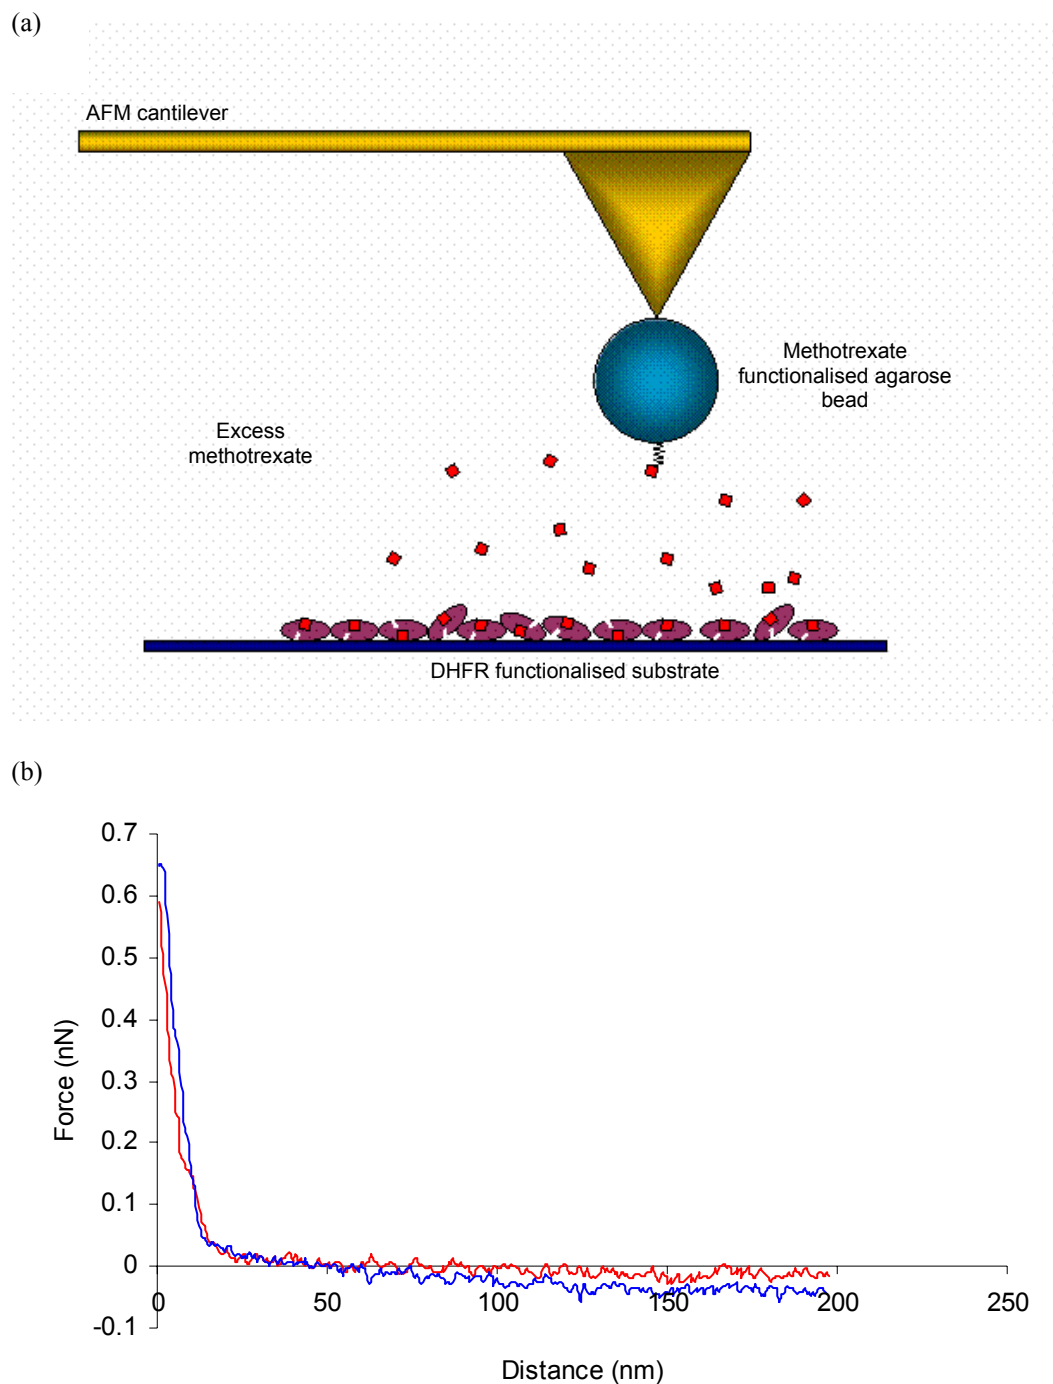 (a)
AFM cantilever
Methotrexate
functionalised agarose
bead
Excess
methotrexate
DHFR functionalised substrate
(b)
0.7
0.6
0.5
0.4
0.3
0.2
0.1
0
-0.1
0
50
100
150
200
250
Force (nN)
Distance (nm)